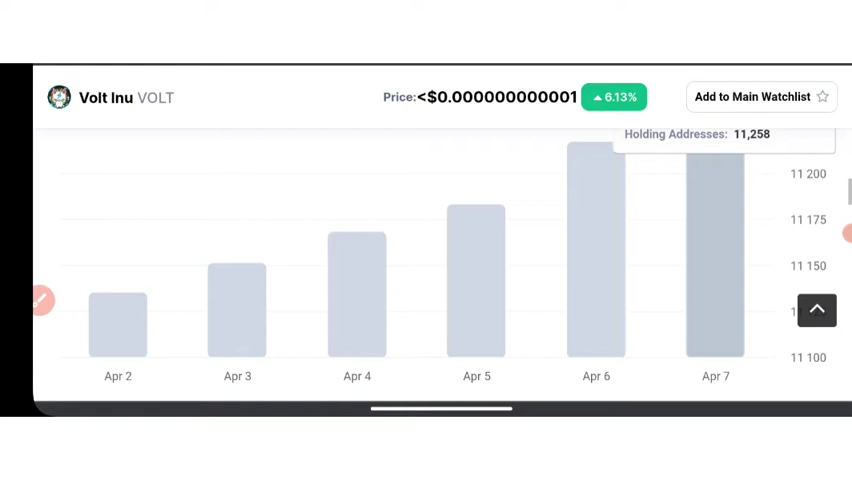 Volt Inu VOLT
Price:<$0.000000000001 6.13%
Add to Main Watchlist
Holding Addresses: 11,258
11 200
11 175
11 150
11 100
Apr 2 Apr 3 Apr 4 Apr 5 Apr 6 Apr 7